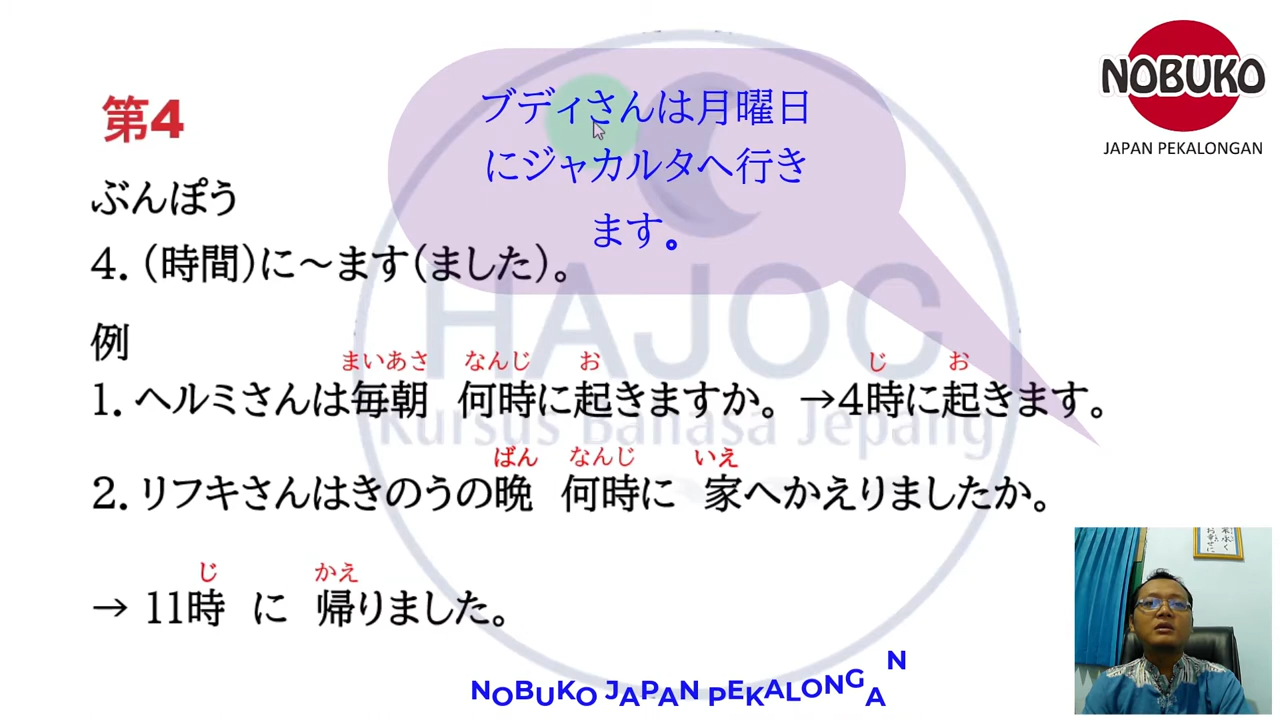 NOBUKO
JAPAN PEKALONGAN
第4
ブディさんは月曜日
にジャカルタへ行き
ます。
ぶんぽう
4.（時間）に～ます（ました）。
例
まいあさ なんじ お じ お
1. ヘルミさんは毎朝 何時に起きますか。→4時に起きます。
ばん なんじ いえ
2. リフキさんはきのうの晩 何時に 家へかえりましたか。
じ かえ
→ 11時 に 帰りました。
HAJOC
Kursus Bahasa Jepang
NOBUKO JAPAN PEKALONGAN